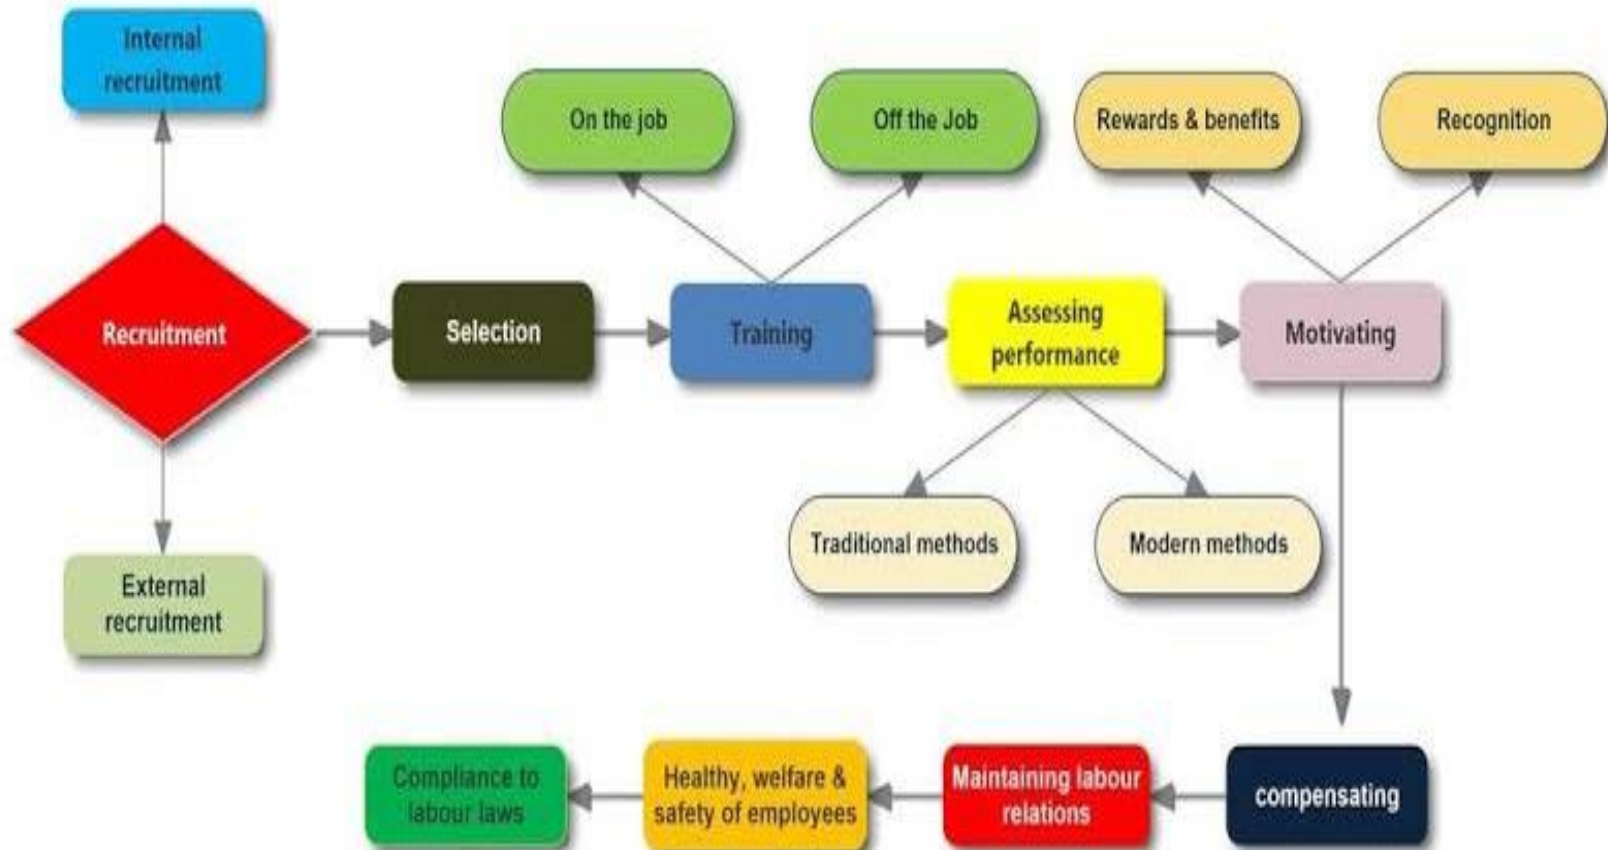 Internal
recruitment
On the job
Off the Job
Rewards & benefits
Recognition
Recruitment
Selection
Training
Assessing
performance
Motivating
Traditional methods
Modern methods
External
recruitment
Compliance to
labour laws
Healthy, welfare &
safety of employees
Maintaining labour
relations
compensating